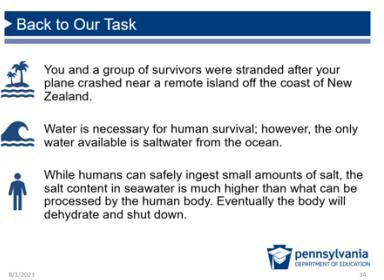 Back to Our Task
You and a group of survivors were stranded after your
plane crashed near a remote island off the coast of New
Zealand.
Water is necessary for human survival; however, the only
water available is saltwater from the ocean.
While humans can safely ingest small amounts of salt, the
salt content in seawater is much higher than what can be
processed by the human body. Eventually the body will
dehydrate and shut down.
pennsylvania
DEPARTMENT OF EDUCATION
8/1/2023
34